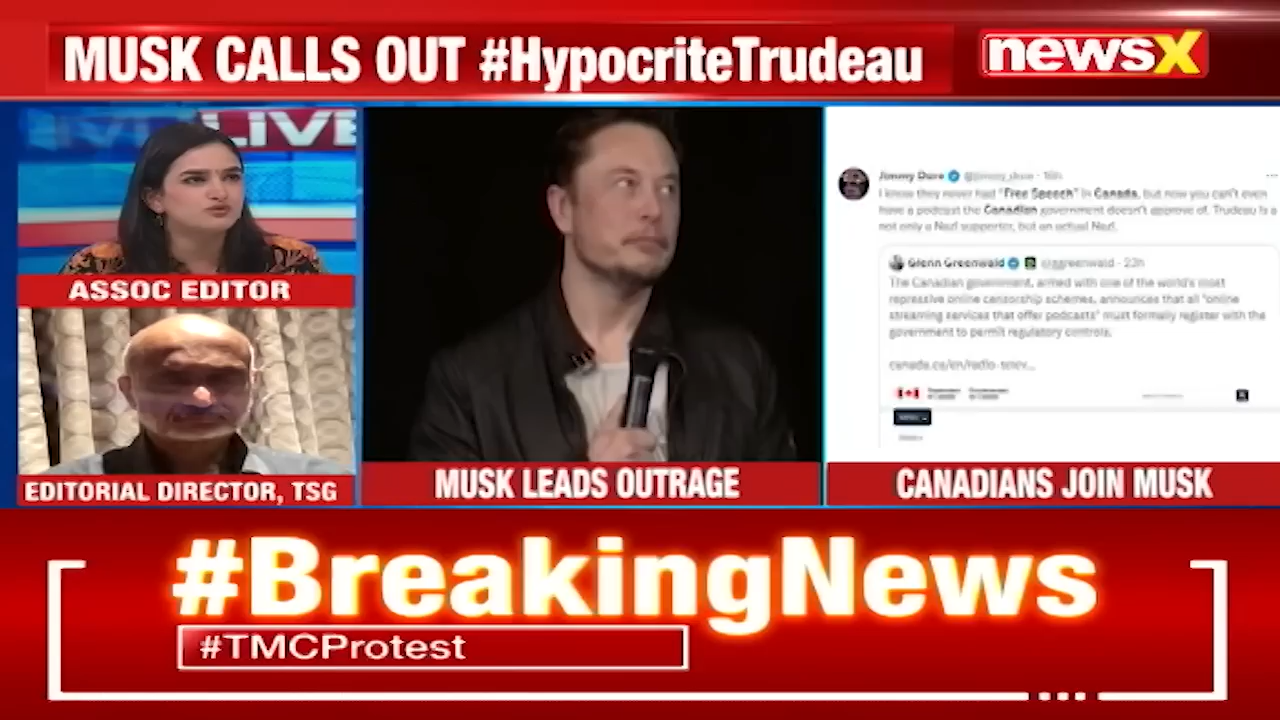 MUSK CALLS OUT #HypocriteTrudeau
newsX
LIVE
ASSOC EDITOR
EDITORIAL DIRECTOR, TSG
MUSK LEADS OUTRAGE
Jimmy Dore @jimmy_dore · 16h
I know they never had "Free Speech" in Canada, but now you can't even
have a podcast the Canadian government doesn't approve of. Trudeau is a
not only a Nazi supporter, but an actual Nazi.
Glenn Greenwald @ggreenwald · 23h
The Canadian government, armed with one of the world's most
repressive online censorship schemes, announces that all "online
streaming services that offer podcasts" must formally register with the
government to permit regulatory controls.
CANADIANS JOIN MUSK
#BreakingNews
#TMCProtest